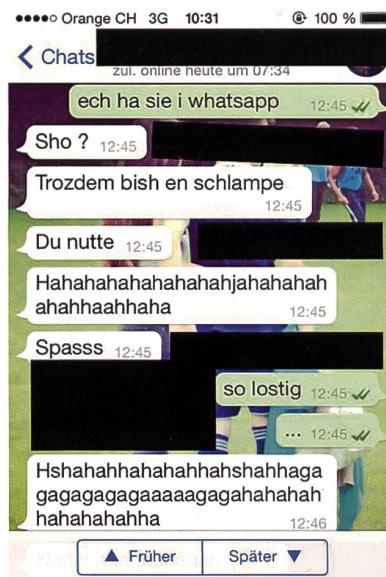 Orange CH 3G 10:31 100 %
Chats
zul. online heute um 07:34
ech ha sie i whatsapp 12:45
Sho ? 12:45
Trozdem bish en schlampe
12:45
Du nutte 12:45
Hahahahahahahahahjahahahah
ahahhaahhaha 12:45
Spasss 12:45
so lostig 12:45
... 12:45
Hshahahhahahahhahshahhaga
gagagagagagaaaaagagahahahah
hahahahahha 12:46
Früher Später